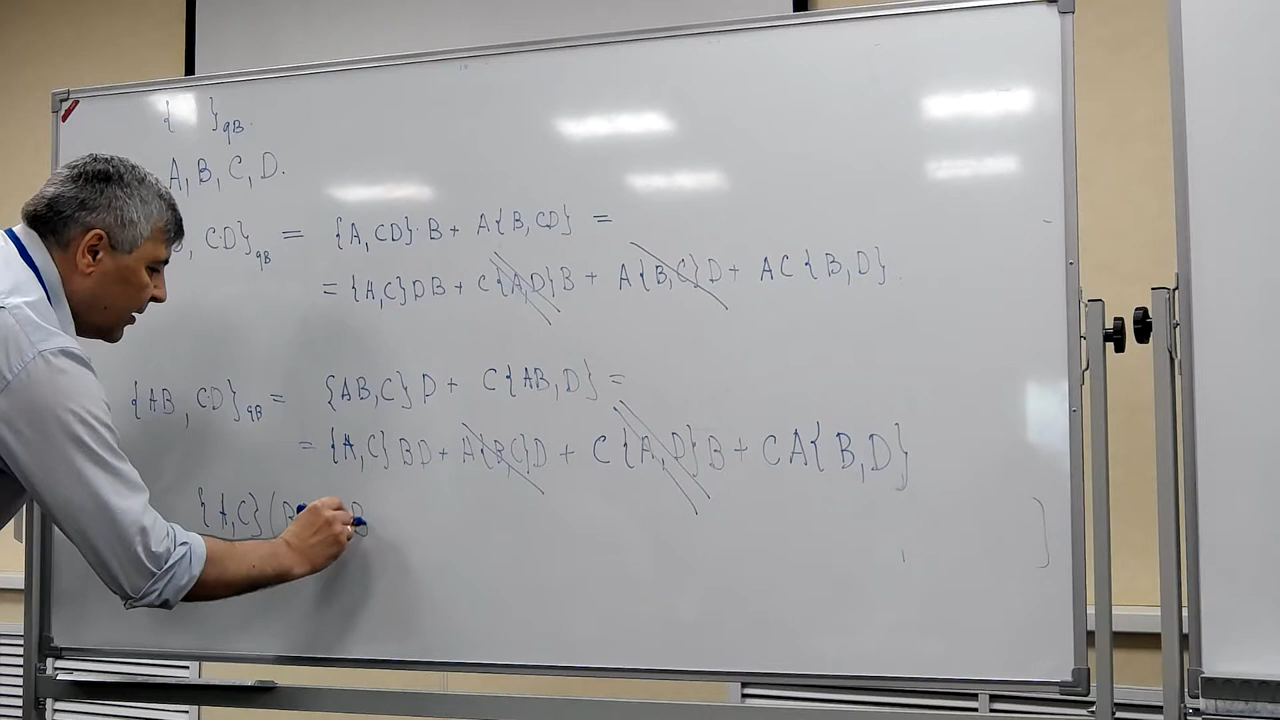 { }qB.
A, B, C, D.
, CD}qB = {A, CD}·B + A{B, CD} =
= {A,C}DB + C{A,D}B + A{B,C}D + AC{B,D}.
{AB, CD}qB = {AB,C}D + C{AB,D} =
= {A,C}BD + A{B,C}D + C{A,D}B + CA{B,D}
{A,C}(